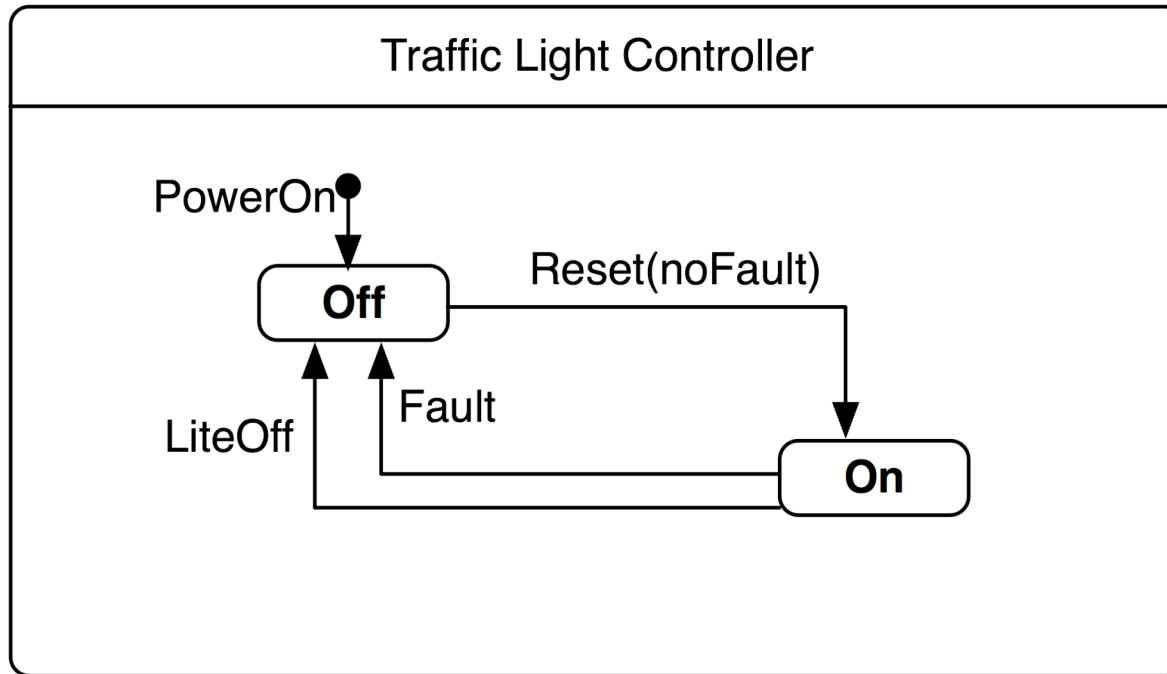 Traffic Light Controller
PowerOn
Off
Reset(noFault)
Fault
LiteOff
On